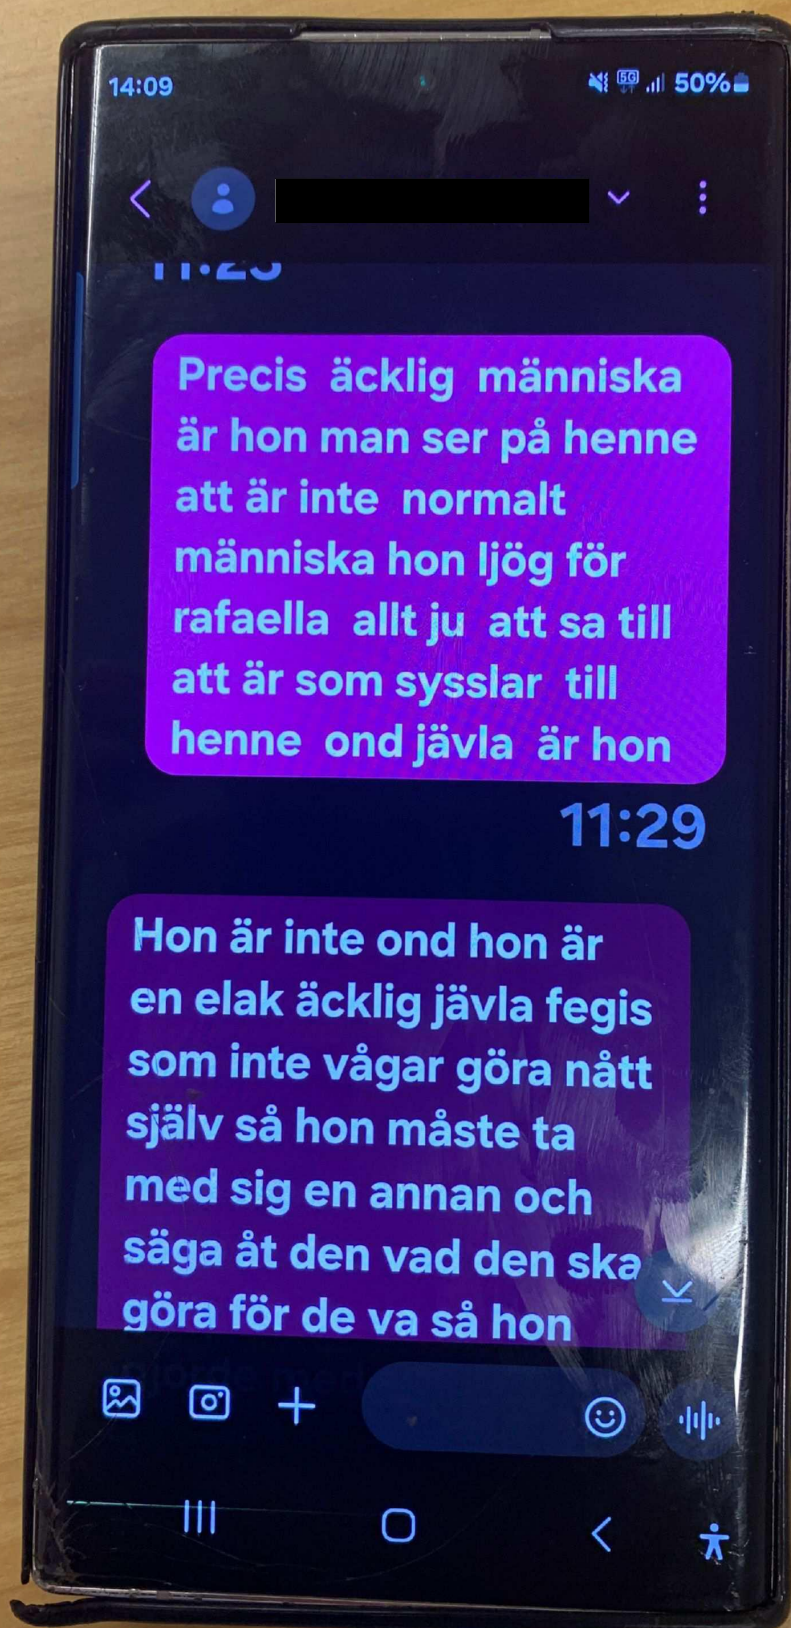 14:09
5G
50%
Precis äcklig människa
är hon man ser på henne
att är inte normalt
människa hon ljög för
rafaella allt ju att sa till
att är som sysslar till
henne ond jävla är hon
11:29
Hon är inte ond hon är
en elak äcklig jävla fegis
som inte vågar göra nått
själv så hon måste ta
med sig en annan och
säga åt den vad den ska
göra för de va så hon